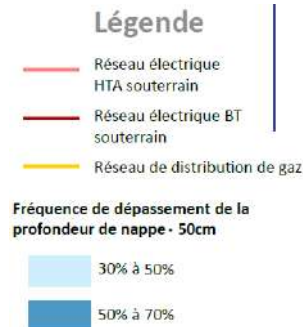 Légende
Réseau électrique
HTA souterrain
Réseau électrique BT
souterrain
Réseau de distribution de gaz
Fréquence de dépassement de la
profondeur de nappe - 50cm
30% à 50%
50% à 70%